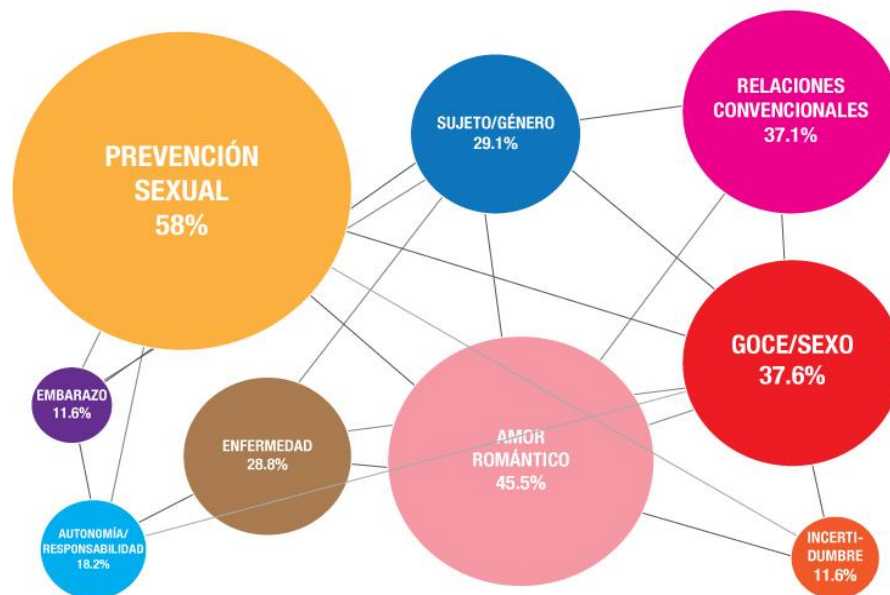 PREVENCIÓN
SEXUAL
58%
SUJETO/GÉNERO
29.1%
RELACIONES
CONVENCIONALES
37.1%
GOCE/SEXO
37.6%
EMBARAZO
11.6%
ENFERMEDAD
28.8%
AMOR
ROMÁNTICO
45.5%
AUTONOMÍA/
RESPONSABILIDAD
18.2%
INCERTI-
DUMBRE
11.6%